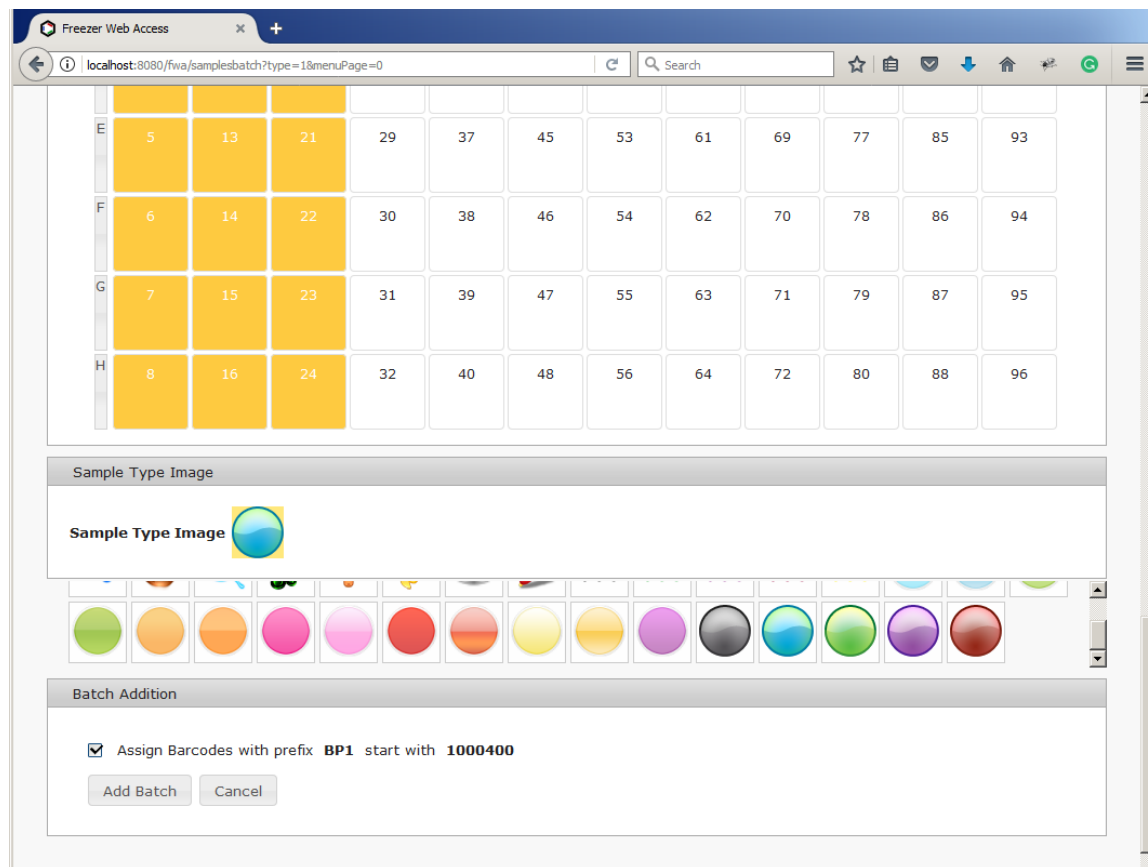 Freezer Web Access
localhost:8080/fwa/samplesbatch?type=1&menuPage=0 Search
E 5 13 21 29 37 45 53 61 69 77 85 93
F 6 14 22 30 38 46 54 62 70 78 86 94
G 7 15 23 31 39 47 55 63 71 79 87 95
H 8 16 24 32 40 48 56 64 72 80 88 96
Sample Type Image
Sample Type Image
Batch Addition
Assign Barcodes with prefix BP1 start with 1000400
Add Batch Cancel